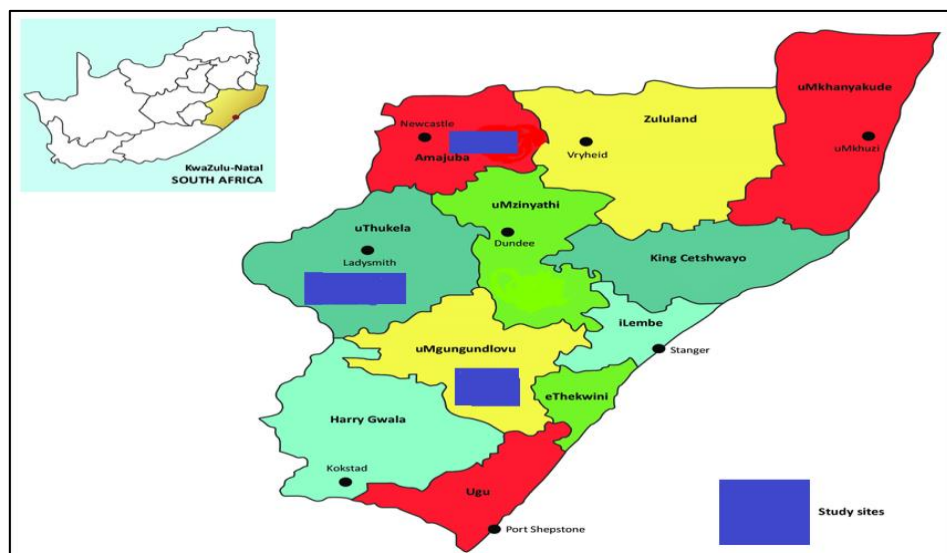 KwaZulu-Natal
SOUTH AFRICA
uMkhanyakude
uMkhuzi
Zululand
Vryheid
Newcastle
Amajuba
uMzinyathi
Dundee
uThukela
Ladysmith
King Cetshwayo
iLembe
Stanger
uMgungundlovu
eThekwini
Harry Gwala
Kokstad
Ugu
Port Shepstone
Study sites